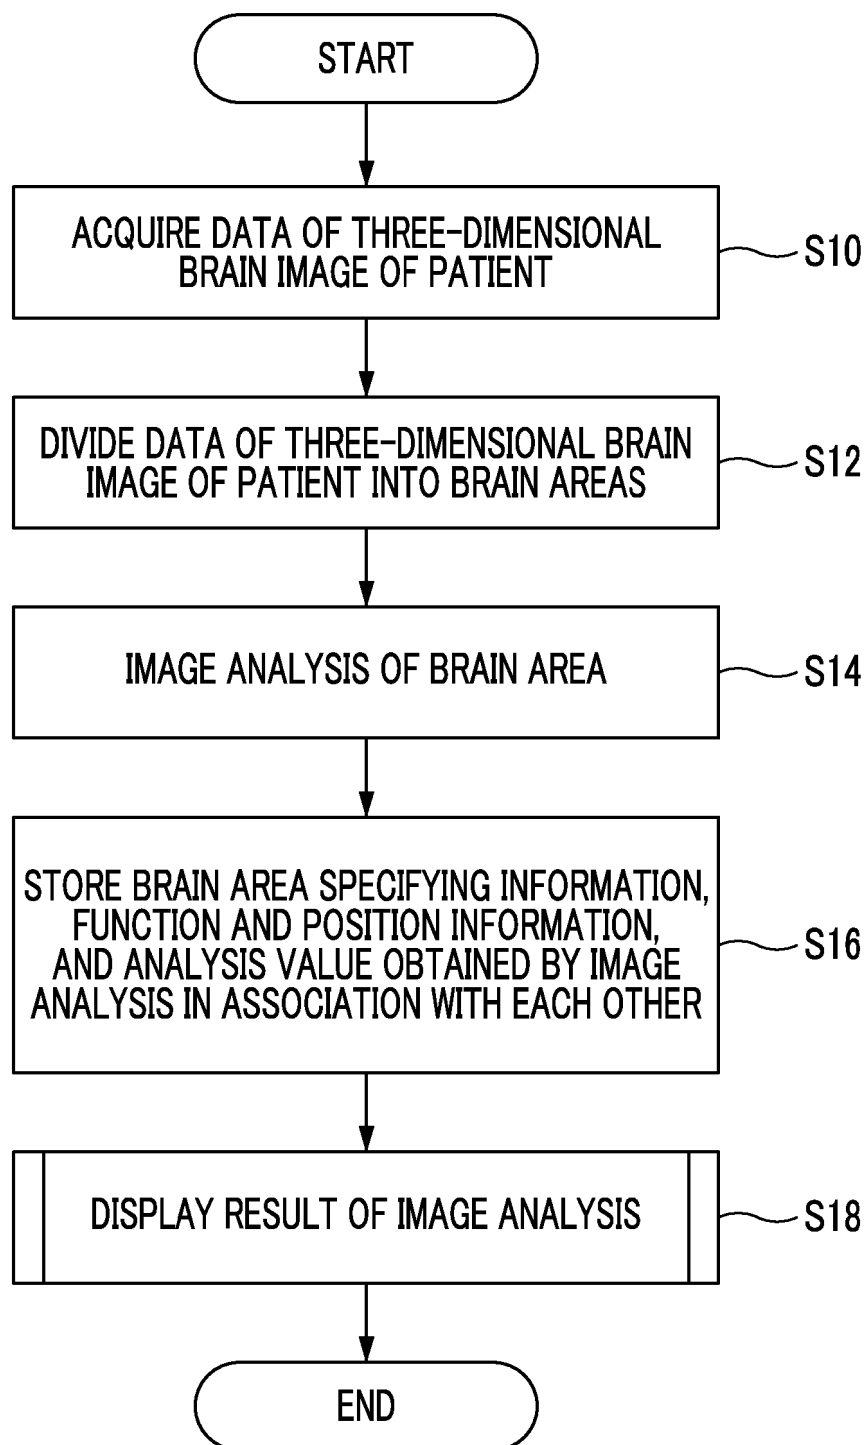 START
ACQUIRE DATA OF THREE-DIMENSIONAL
BRAIN IMAGE OF PATIENT
S10
DIVIDE DATA OF THREE-DIMENSIONAL BRAIN
IMAGE OF PATIENT INTO BRAIN AREAS
S12
IMAGE ANALYSIS OF BRAIN AREA
S14
STORE BRAIN AREA SPECIFYING INFORMATION,
FUNCTION AND POSITION INFORMATION,
AND ANALYSIS VALUE OBTAINED BY IMAGE
ANALYSIS IN ASSOCIATION WITH EACH OTHER
S16
DISPLAY RESULT OF IMAGE ANALYSIS
S18
END